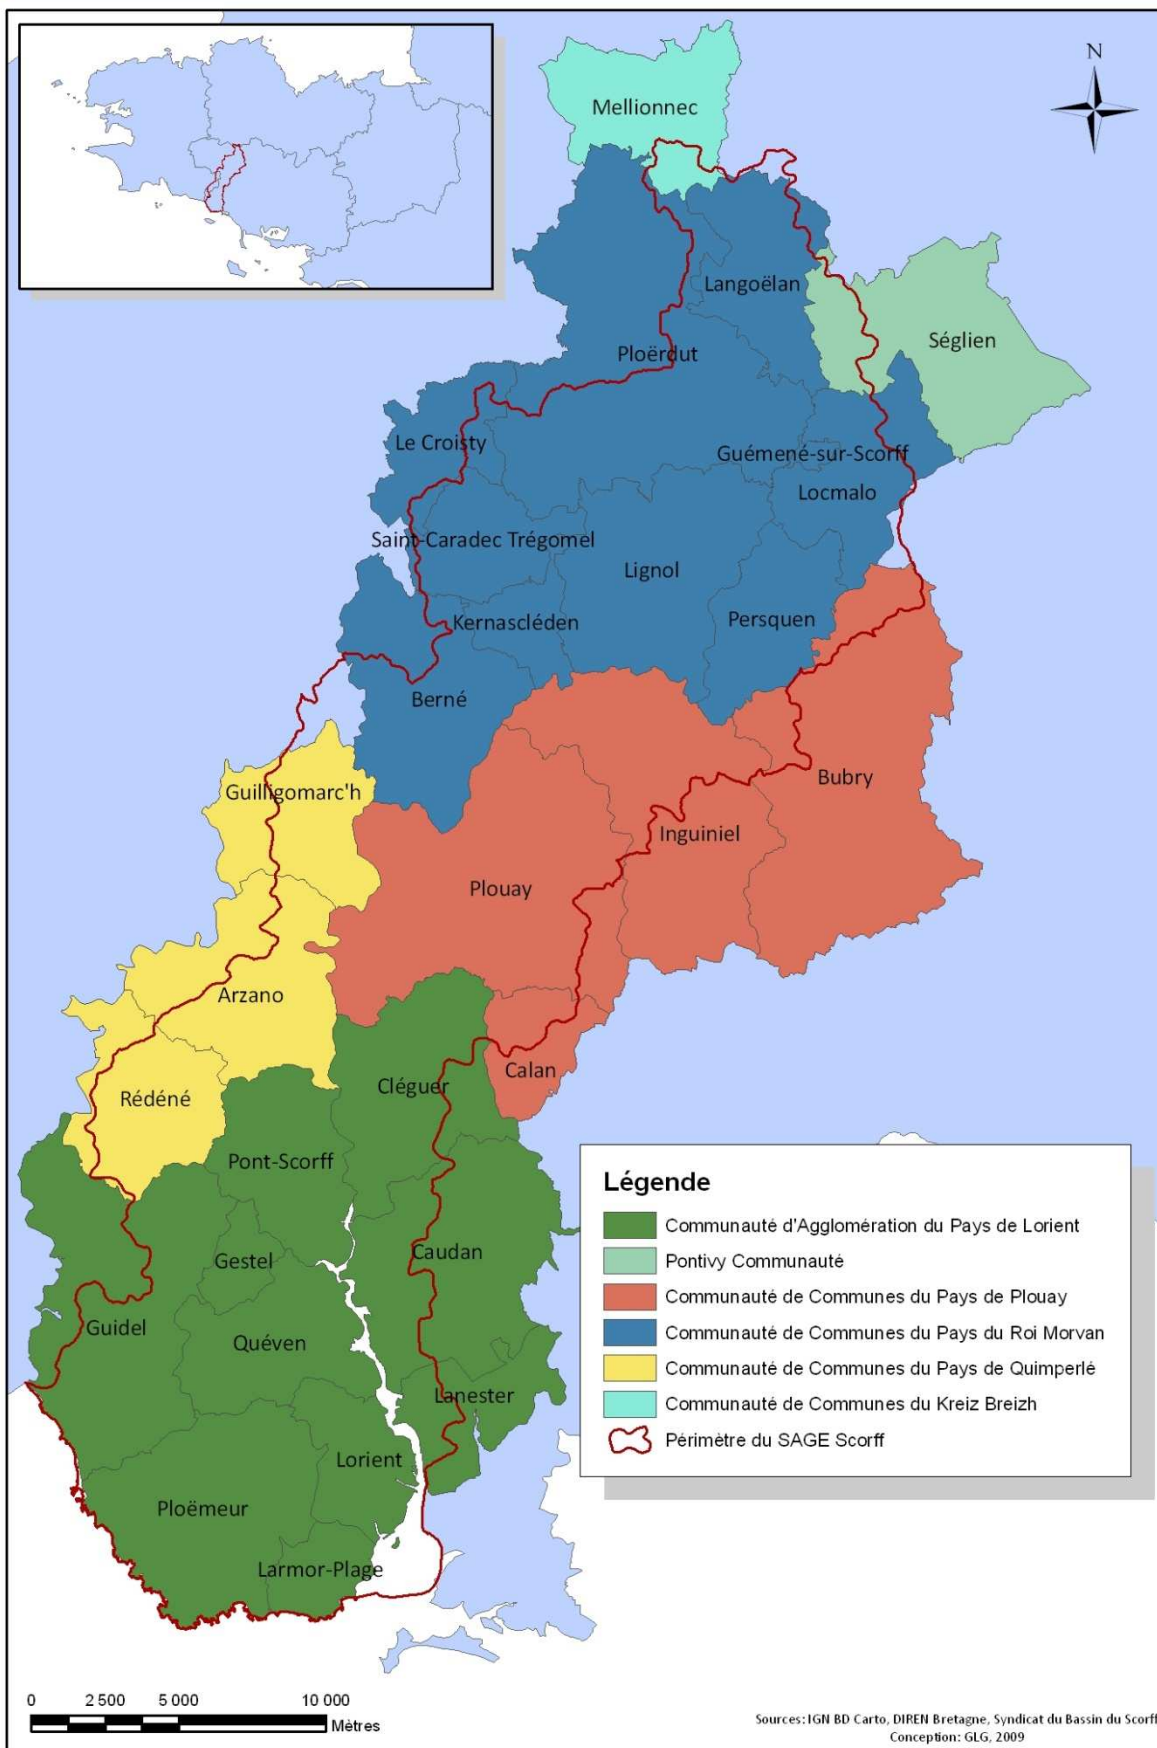 N
Mellionnec
Langoëlan
Séglien
Ploërdut
Le Croisty
Guémené-sur-Scorff
Locmalo
Saint-Caradec Trégomel
Lignol
Kernascléden
Persquen
Berné
Guilligomarc'h
Bubry
Inguiniel
Plouay
Arzano
Calan
Cléguer
Rédéné
Pont-Scorff
Gestel
Caudan
Guidel
Quéven
Lanester
Lorient
Ploëmeur
Larmor-Plage
Légende
Communauté d'Agglomération du Pays de Lorient
Pontivy Communauté
Communauté de Communes du Pays de Plouay
Communauté de Communes du Pays du Roi Morvan
Communauté de Communes du Pays de Quimperlé
Communauté de Communes du Kreiz Breizh
Périmètre du SAGE Scorff
0 2 500 5 000 10 000
Mètres
Sources: IGN BD Carto, DIREN Bretagne, Syndicat du Bassin du Scorff
Conception: GLG, 2009